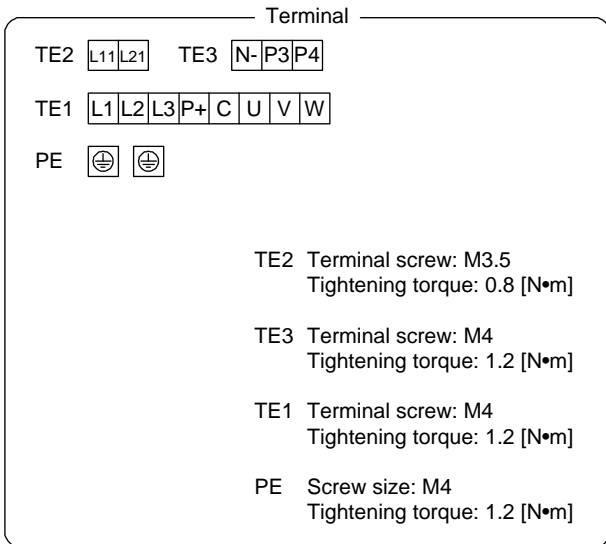 Terminal
TE2 L11 L21 TE3 N- P3 P4
TE1 L1 L2 L3 P+ C U V W
PE
TE2 Terminal screw: M3.5
Tightening torque: 0.8 [N•m]
TE3 Terminal screw: M4
Tightening torque: 1.2 [N•m]
TE1 Terminal screw: M4
Tightening torque: 1.2 [N•m]
PE Screw size: M4
Tightening torque: 1.2 [N•m]